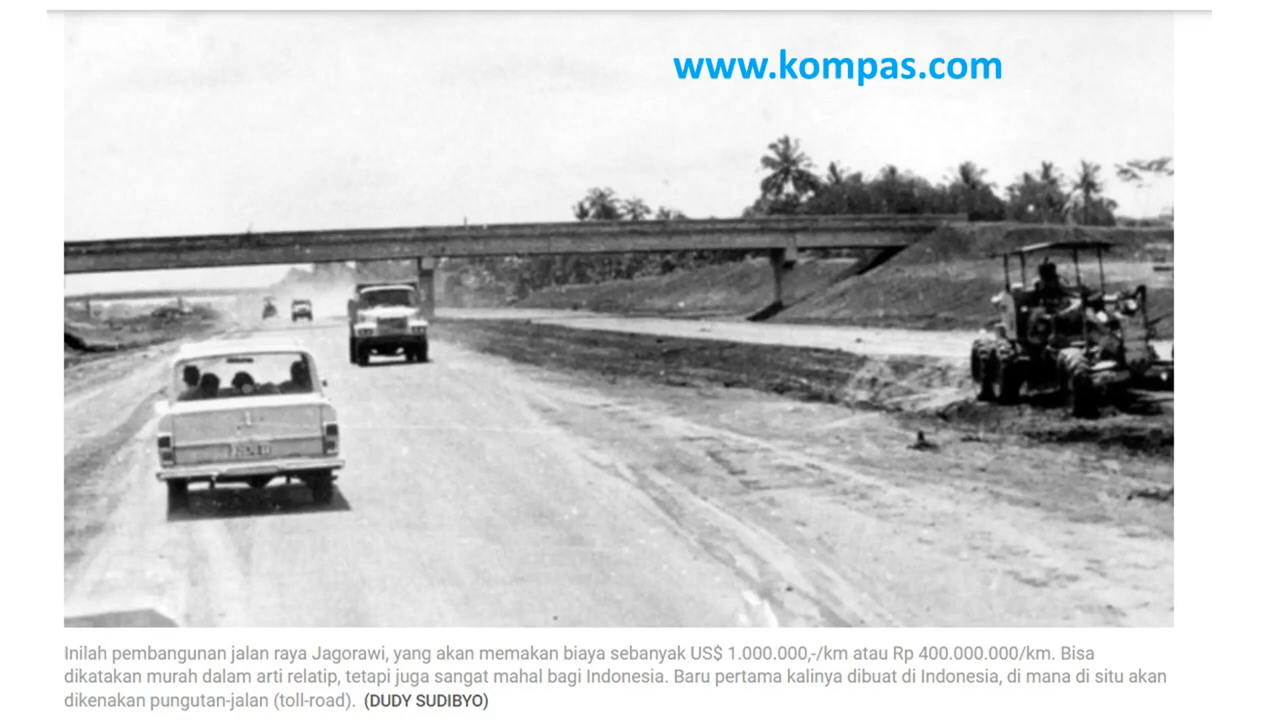 www.kompas.com
Inilah pembangunan jalan raya Jagorawi, yang akan memakan biaya sebanyak US$ 1.000.000,-/km atau Rp 400.000.000/km. Bisa
dikatakan murah dalam arti relatip, tetapi juga sangat mahal bagi Indonesia. Baru pertama kalinya dibuat di Indonesia, di mana di situ akan
dikenakan pungutan-jalan (toll-road). (DUDY SUDIBYO)